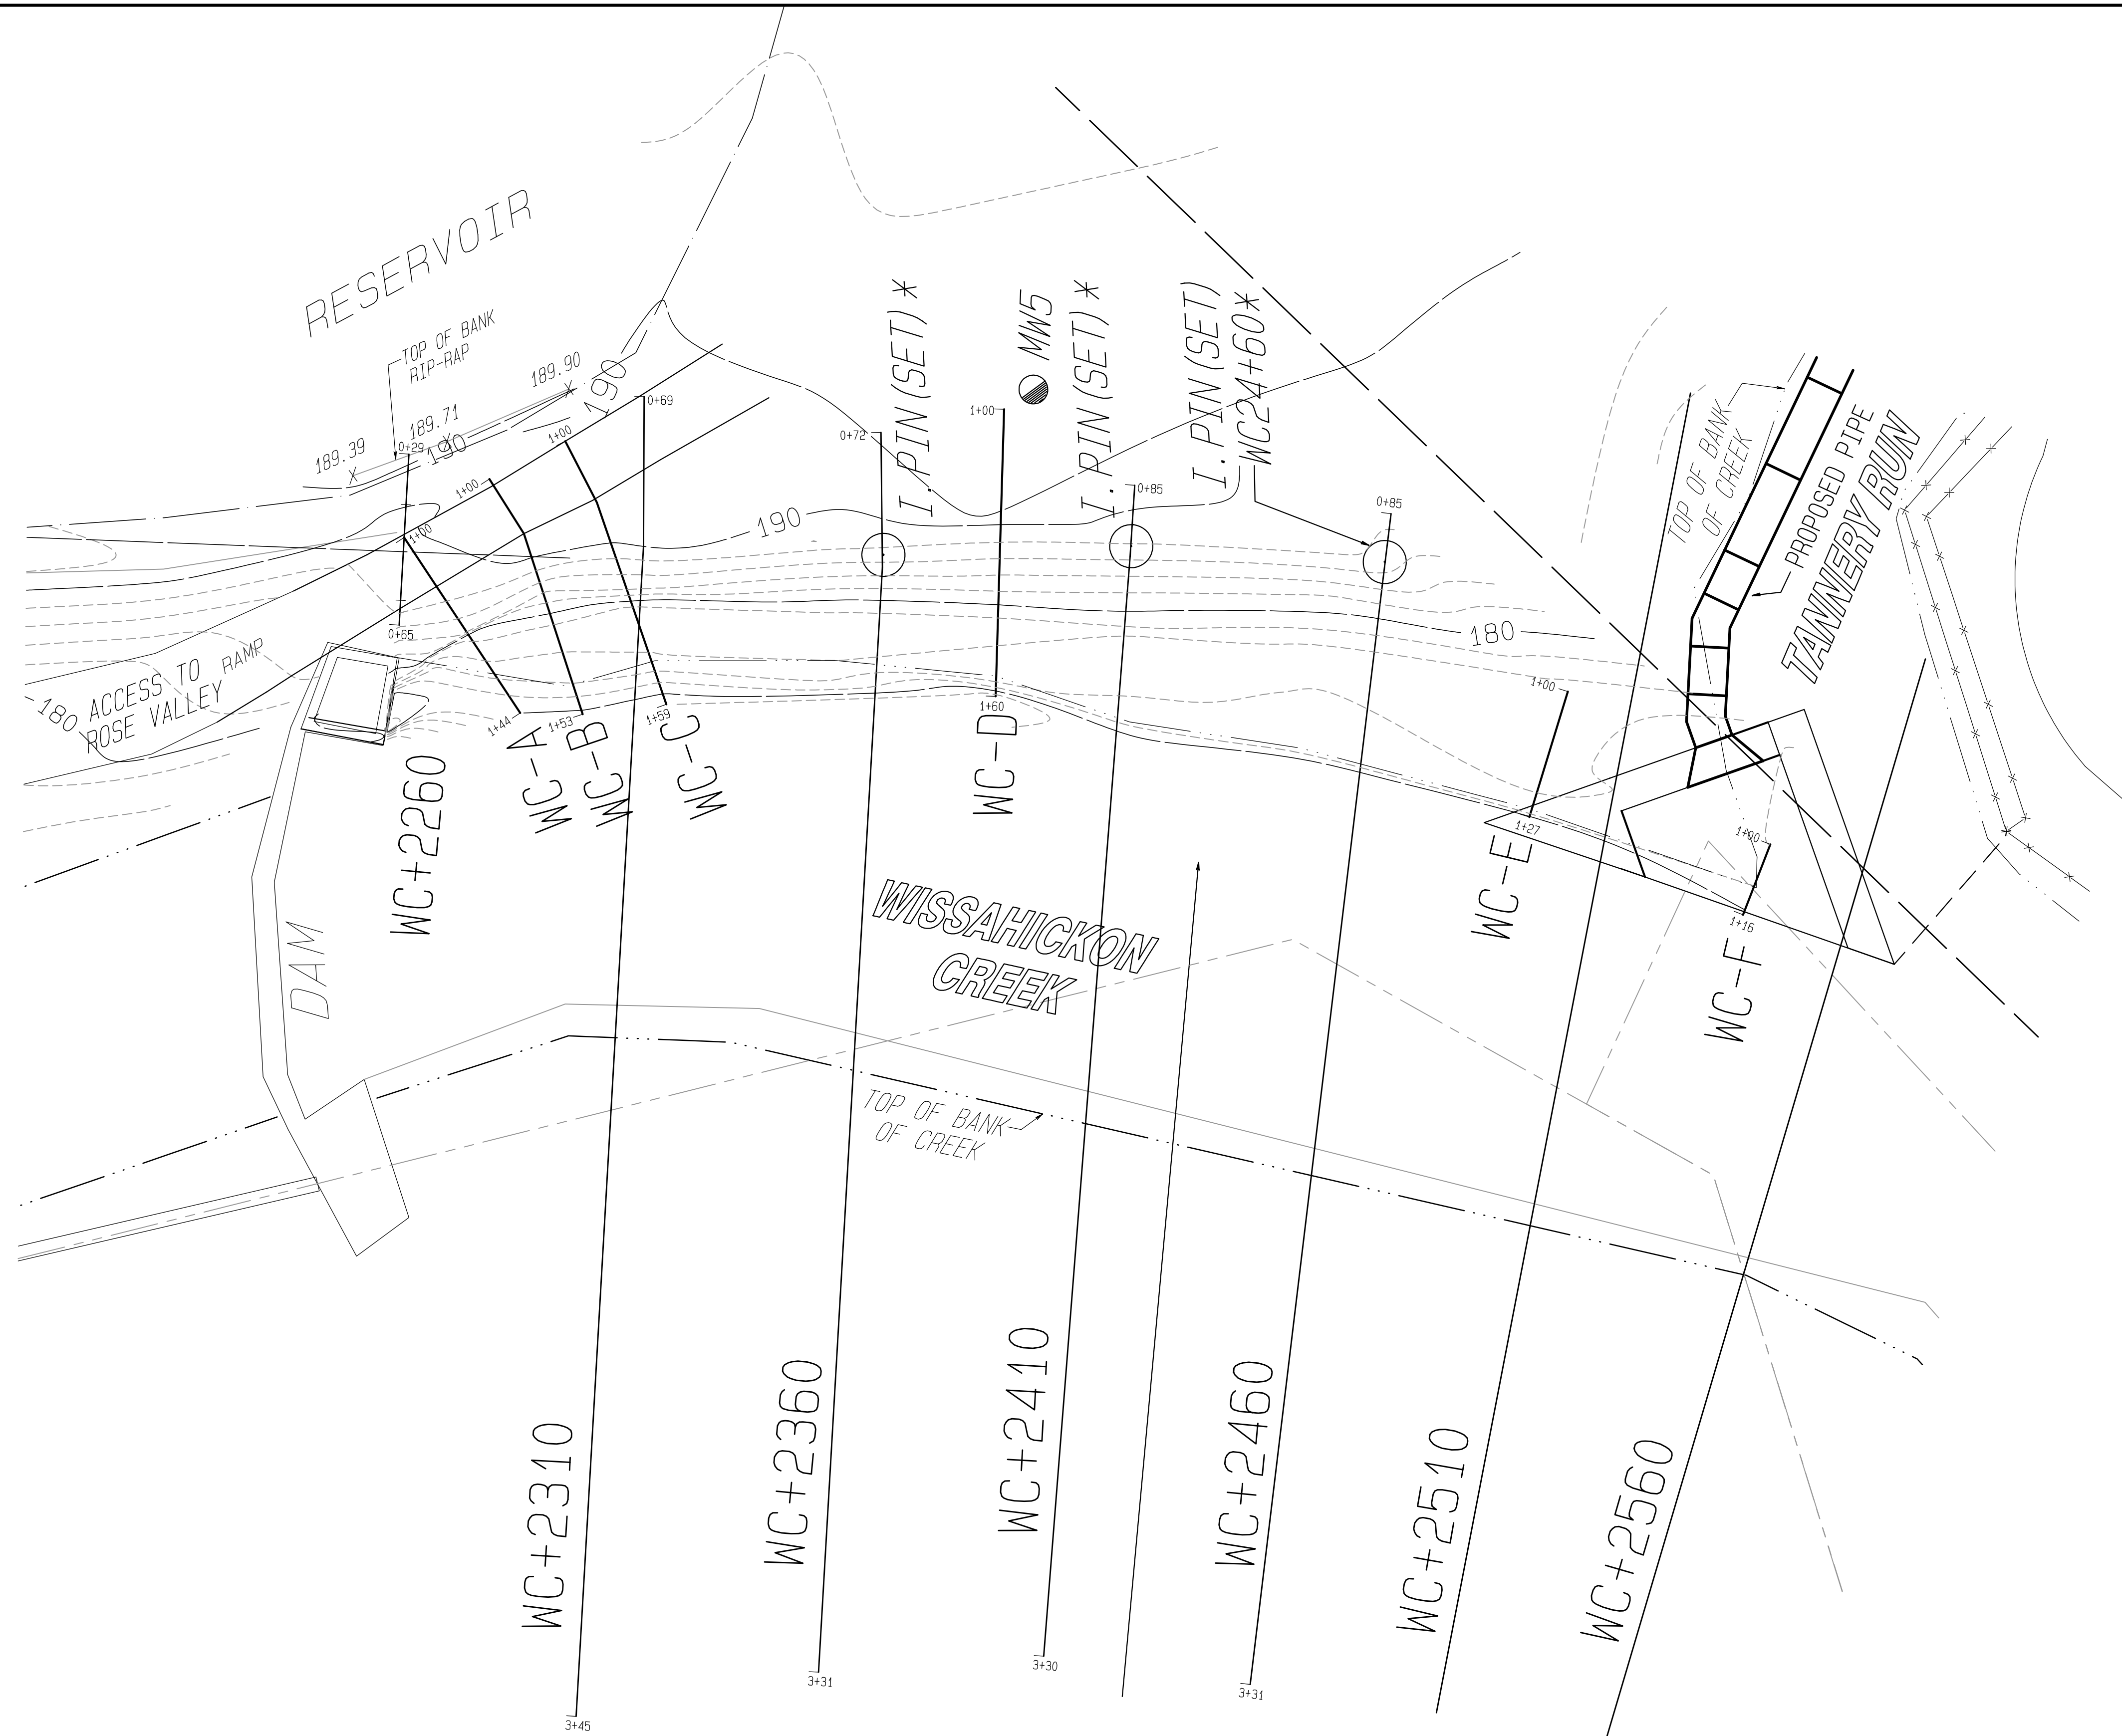 RESERVOIR
TOP OF BANK
RIP-RAP
189.90
189.71
189.39
190
190
190
180
180
0+29
0+65
1+00
1+00
1+00
0+69
0+72
1+00
0+85
0+85
I.PIN(SET)*
MW5
I.PIN(SET)*
I.PIN(SET)
WC24+60*
TOP OF BANK
OF CREEK
PROPOSED PIPE
TANNERY RUN
ACCESS TO RAMP
ROSE VALLEY
1+44
1+53
1+59
1+60
1+00
1+27
1+00
1+16
WC+2260
WC-A
WC-B
WC-C
WC-D
WC-E
WC-F
DAM
WISSAHICKON
CREEK
TOP OF BANK
OF CREEK
WC+2310
WC+2360
WC+2410
WC+2460
WC+2510
WC+2560
3+45
3+31
3+30
3+31